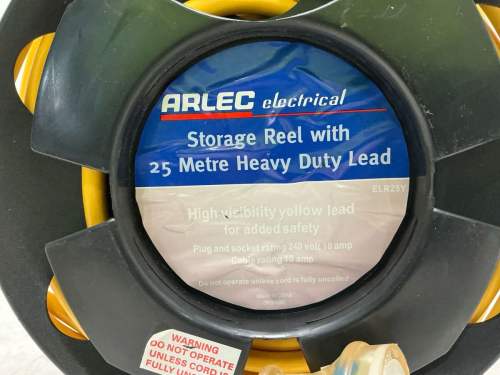 ARLEC electrical
Storage Reel with
25 Metre Heavy Duty Lead
ELR25Y
High visibility yellow lead
for added safety
Plug and socket rating 240 volt 10 amp
Cable rating 10 amp
Do not operate unless cord is fully uncoiled
WARNING
DO NOT OPERATE
UNLESS CORD IS
FULLY